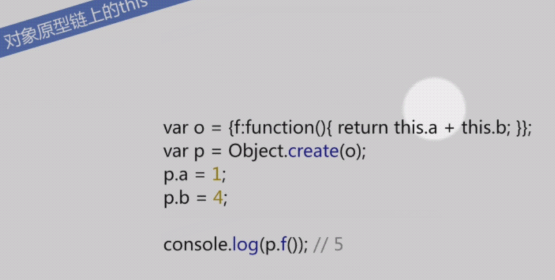 对象原型链上的this
var o = {f:function(){ return this.a + this.b; }};
var p = Object.create(o);
p.a = 1;
p.b = 4;
console.log(p.f()); // 5